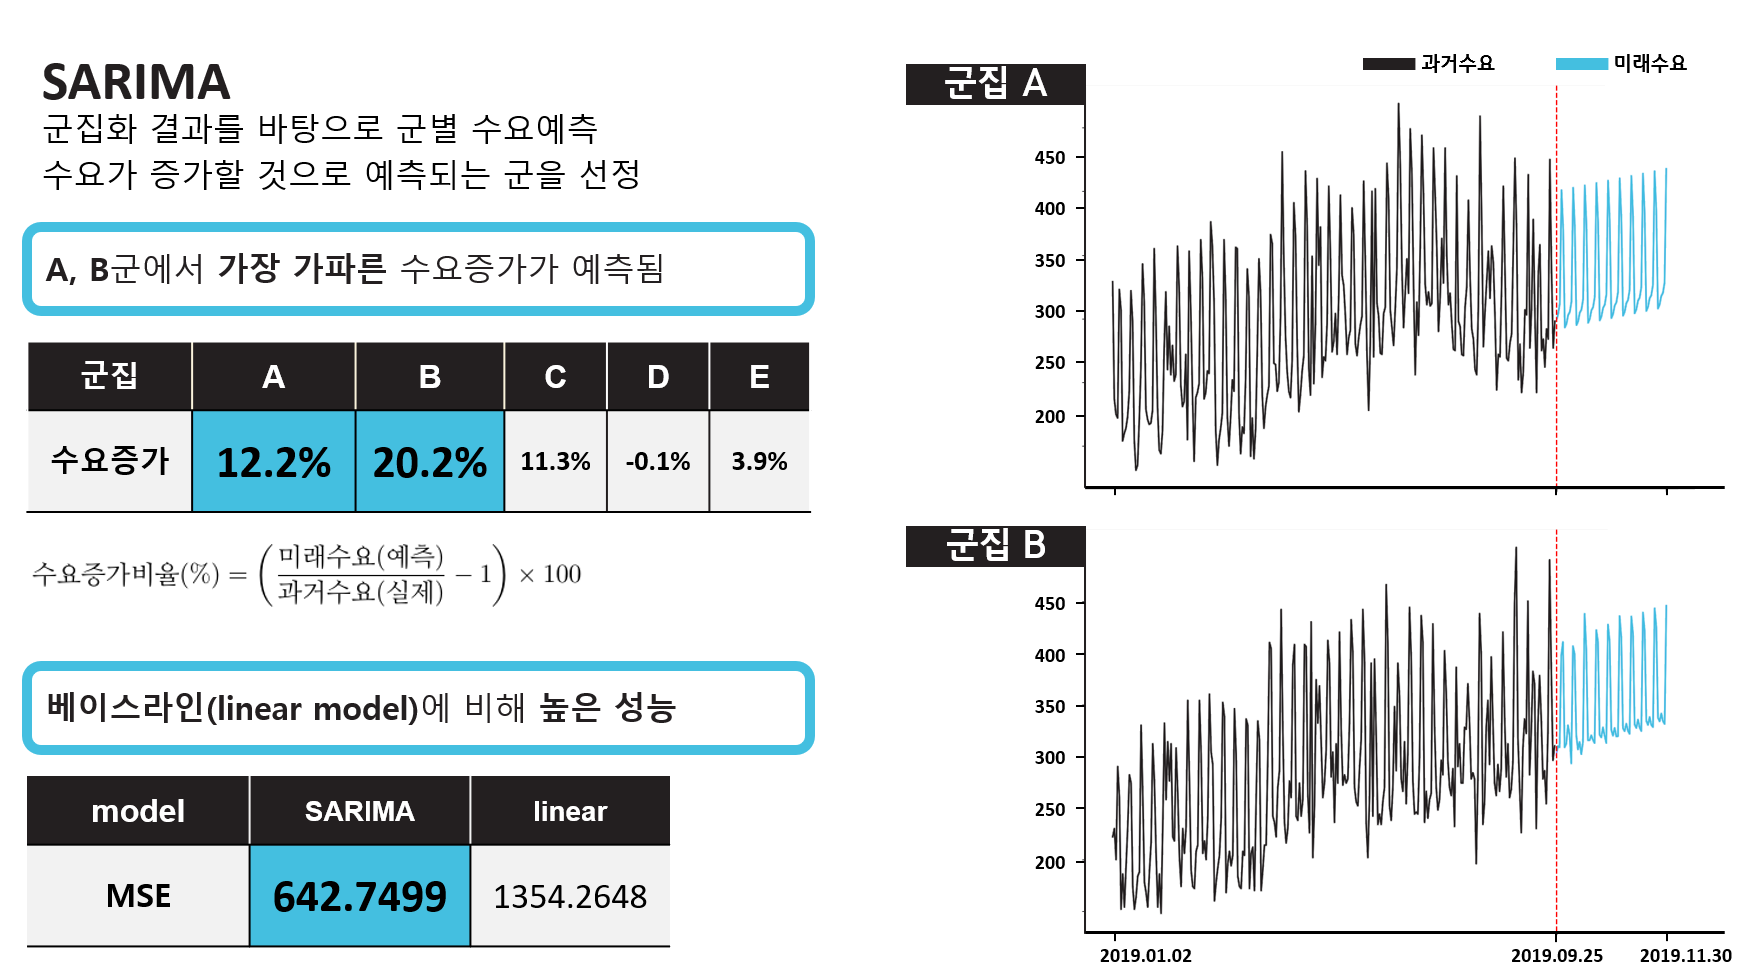 SARIMA
군집화 결과를 바탕으로 군별 수요예측
수요가 증가할 것으로 예측되는 군을 선정
A, B군에서 가장 가파른 수요증가가 예측됨
군집 A B C D E
수요증가 12.2% 20.2% 11.3% -0.1% 3.9%
수요증가비율(%) = (미래수요(예측) / 과거수요(실제) − 1) × 100
베이스라인(linear model)에 비해 높은 성능
model SARIMA linear
MSE 642.7499 1354.2648
과거수요 미래수요
군집 A
450
400
350
300
250
200
군집 B
450
400
350
300
250
200
2019.01.02 2019.09.25 2019.11.30